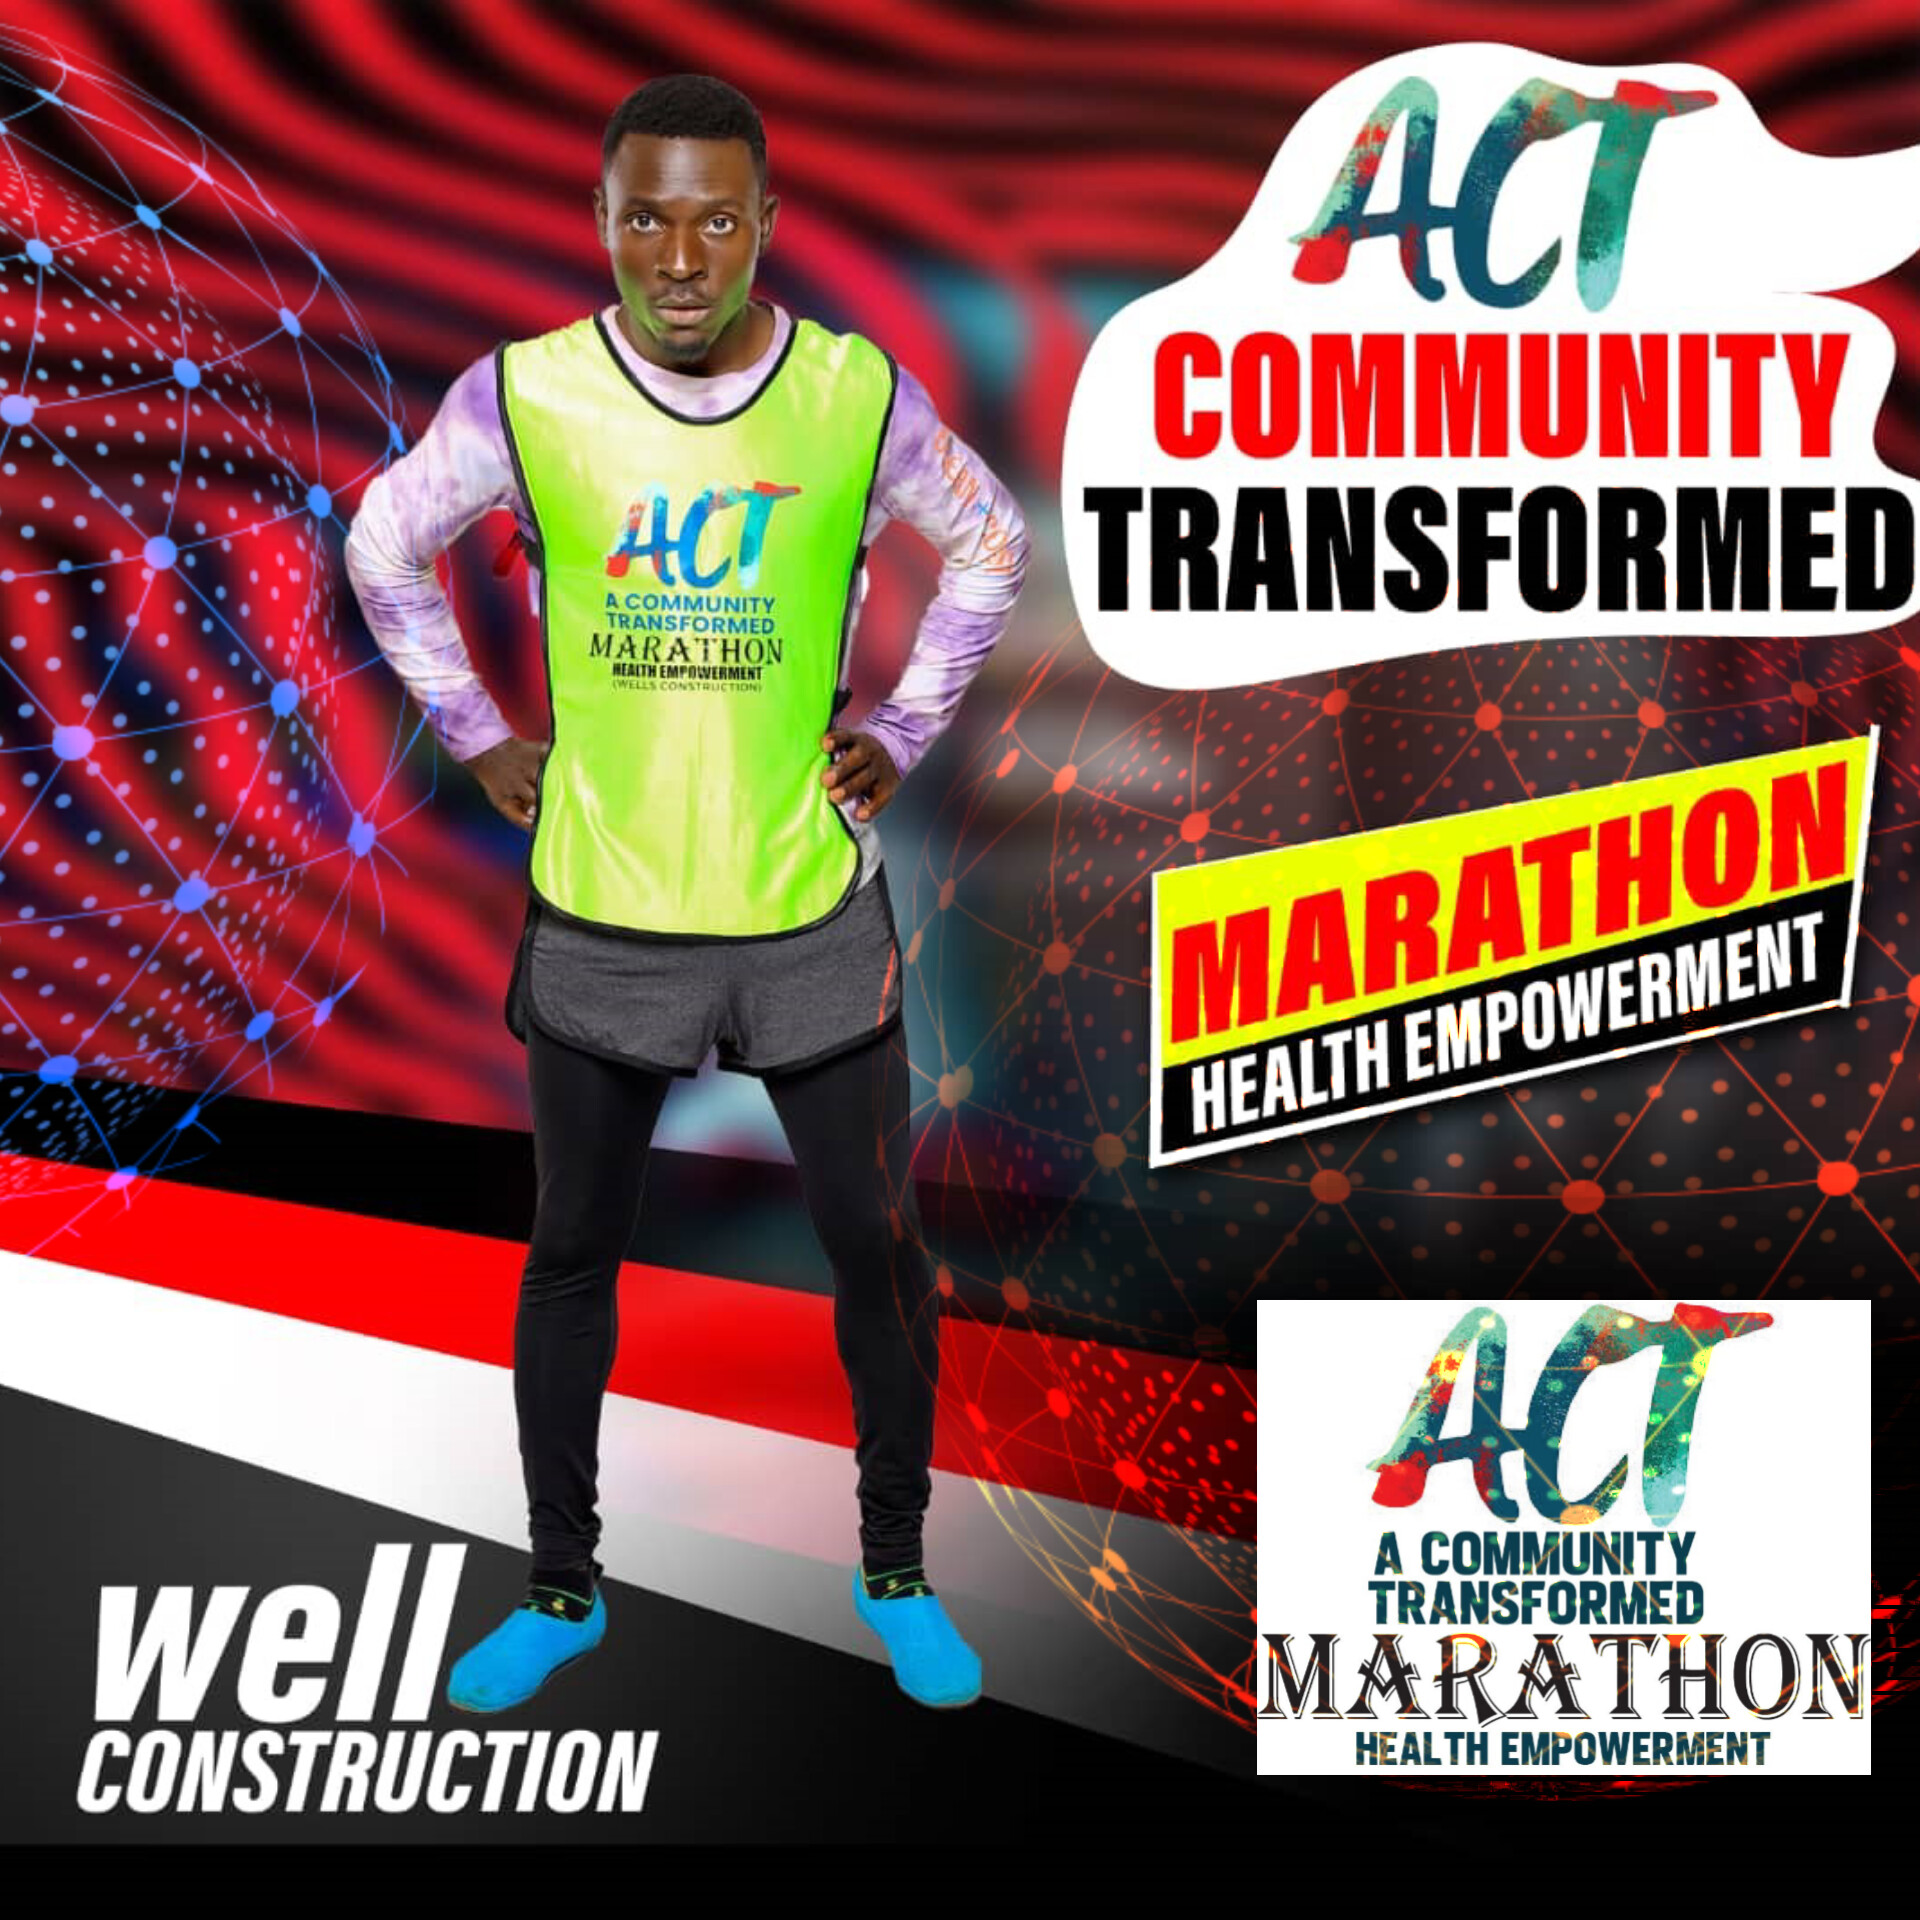 ACT
COMMUNITY
TRANSFORMED
MARATHON
HEALTH EMPOWERMENT
ACT
A COMMUNITY
TRANSFORMED
MARATHON
HEALTH EMPOWERMENT
(WELLS CONSTRUCTION)
well
CONSTRUCTION
ACT
A COMMUNITY
TRANSFORMED
MARATHON
HEALTH EMPOWERMENT